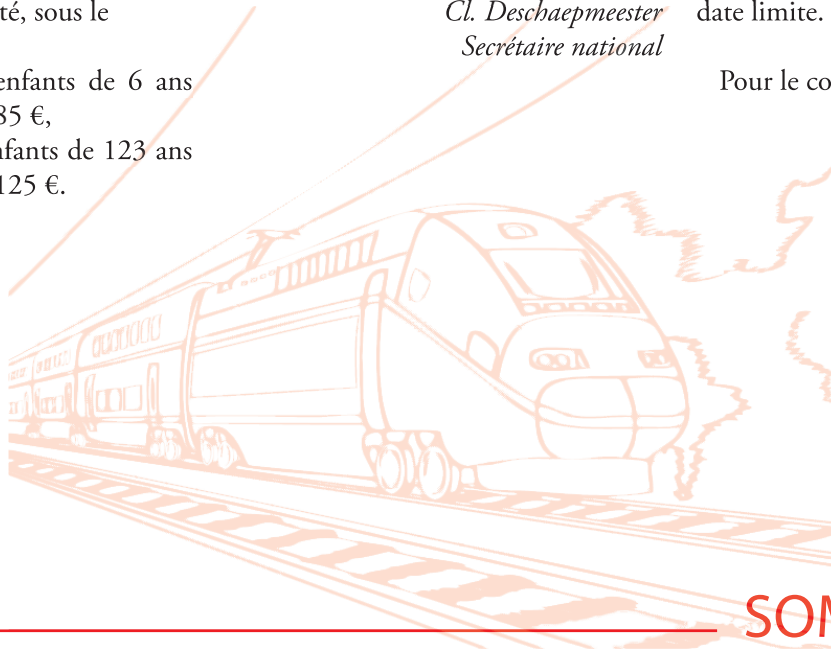 té, sous le
enfants de 6 ans
85 €,
nfants de 123 ans
125 €.
Cl. Deschaepmeester
Secrétaire national
date limite.
Pour le co
SOM